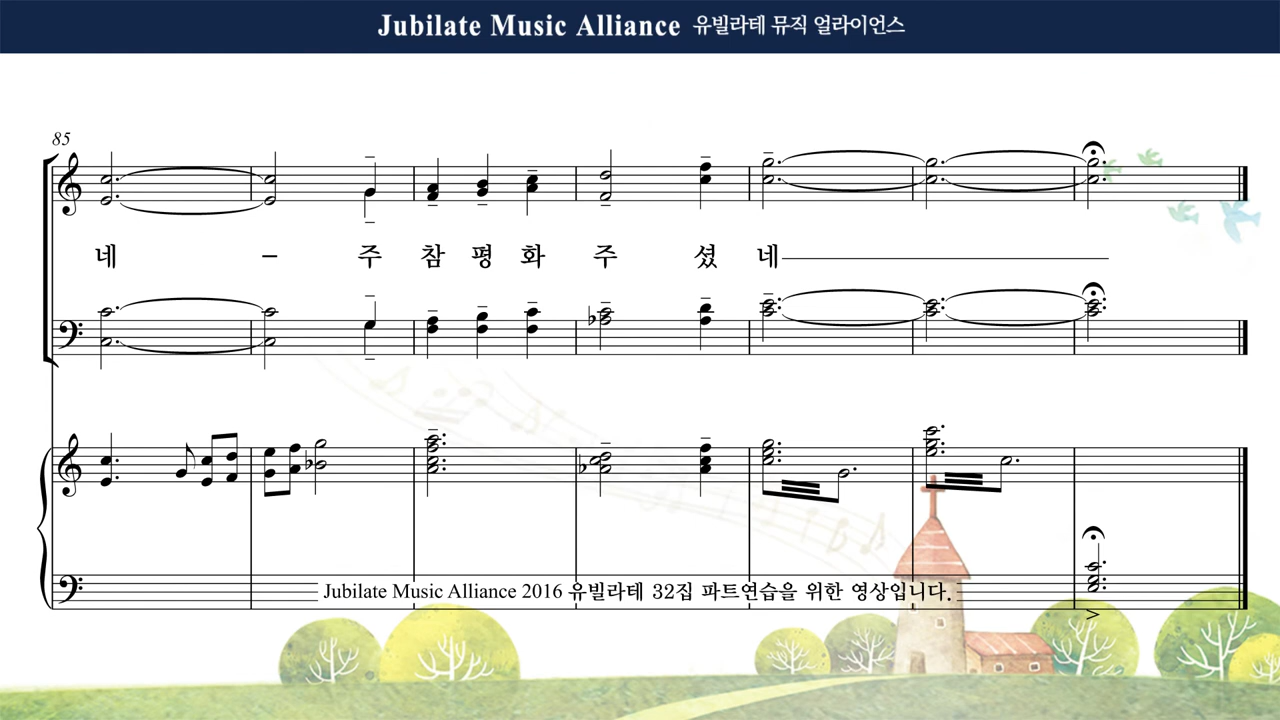 Jubilate Music Alliance 유빌라테 뮤직 얼라이언스
85
네 - 주 참 평 화 주 셨 네
Jubilate Music Alliance 2016 유빌라테 32집 파트연습을 위한 영상입니다.